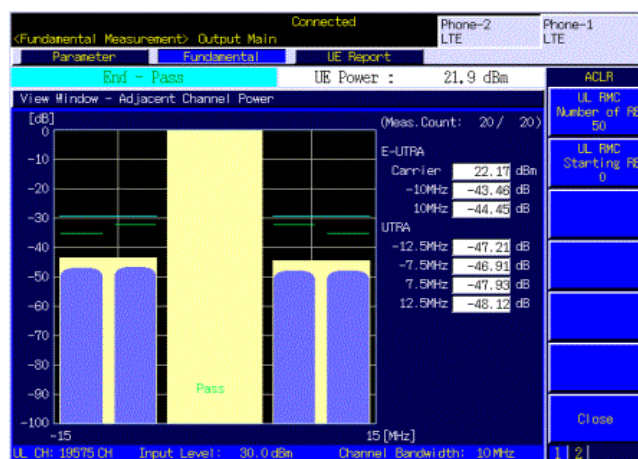 Connected
<Fundamental Measurement> Output Main
Phone-2
LTE
Phone-1
LTE
Parameter
Fundamental
UE Report
End - Pass
UE Power : 21.9 dBm
ACLR
View Window - Adjacent Channel Power
UL RMC
Number of RB
50
UL RMC
Starting RB
0
[dB]
(Meas.Count: 20/ 20)
0
-10
-20
-30
-40
-50
-60
-70
-80
-90
-100
E-UTRA
Carrier 22.17 dBm
-10MHz -43.46 dB
10MHz -44.45 dB
UTRA
-12.5MHz -47.21 dB
-7.5MHz -46.91 dB
7.5MHz -47.93 dB
12.5MHz -48.12 dB
Pass
-15
15 [MHz]
Close
UL CH: 19575 CH Input Level: 30.0 dBm Channel Bandwidth: 10 MHz
1 2